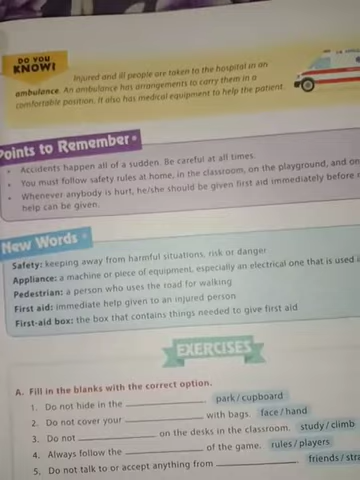 DO YOU
KNOW?
Injured and ill people are taken to the hospital in an
ambulance. An ambulance has arrangements to carry them in a
comfortable position. It also has medical equipment to help the patient.
Points to Remember
• Accidents happen all of a sudden. Be careful at all times.
• You must follow safety rules at home, in the classroom, on the playground, and on
• Whenever anybody is hurt, he/she should be given first aid immediately before
help can be given.
New Words
Safety: keeping away from harmful situations, risk or danger
Appliance: a machine or piece of equipment, especially an electrical one that is used
Pedestrian: a person who uses the road for walking
First aid: immediate help given to an injured person
First-aid box: the box that contains things needed to give first aid
EXERCISES
A. Fill in the blanks with the correct option.
1. Do not hide in the ____________. park / cupboard
2. Do not cover your ____________ with bags. face / hand
3. Do not ____________ on the desks in the classroom. study / climb
4. Always follow the ____________ of the game. rules / players
5. Do not talk to or accept anything from ____________. friends /